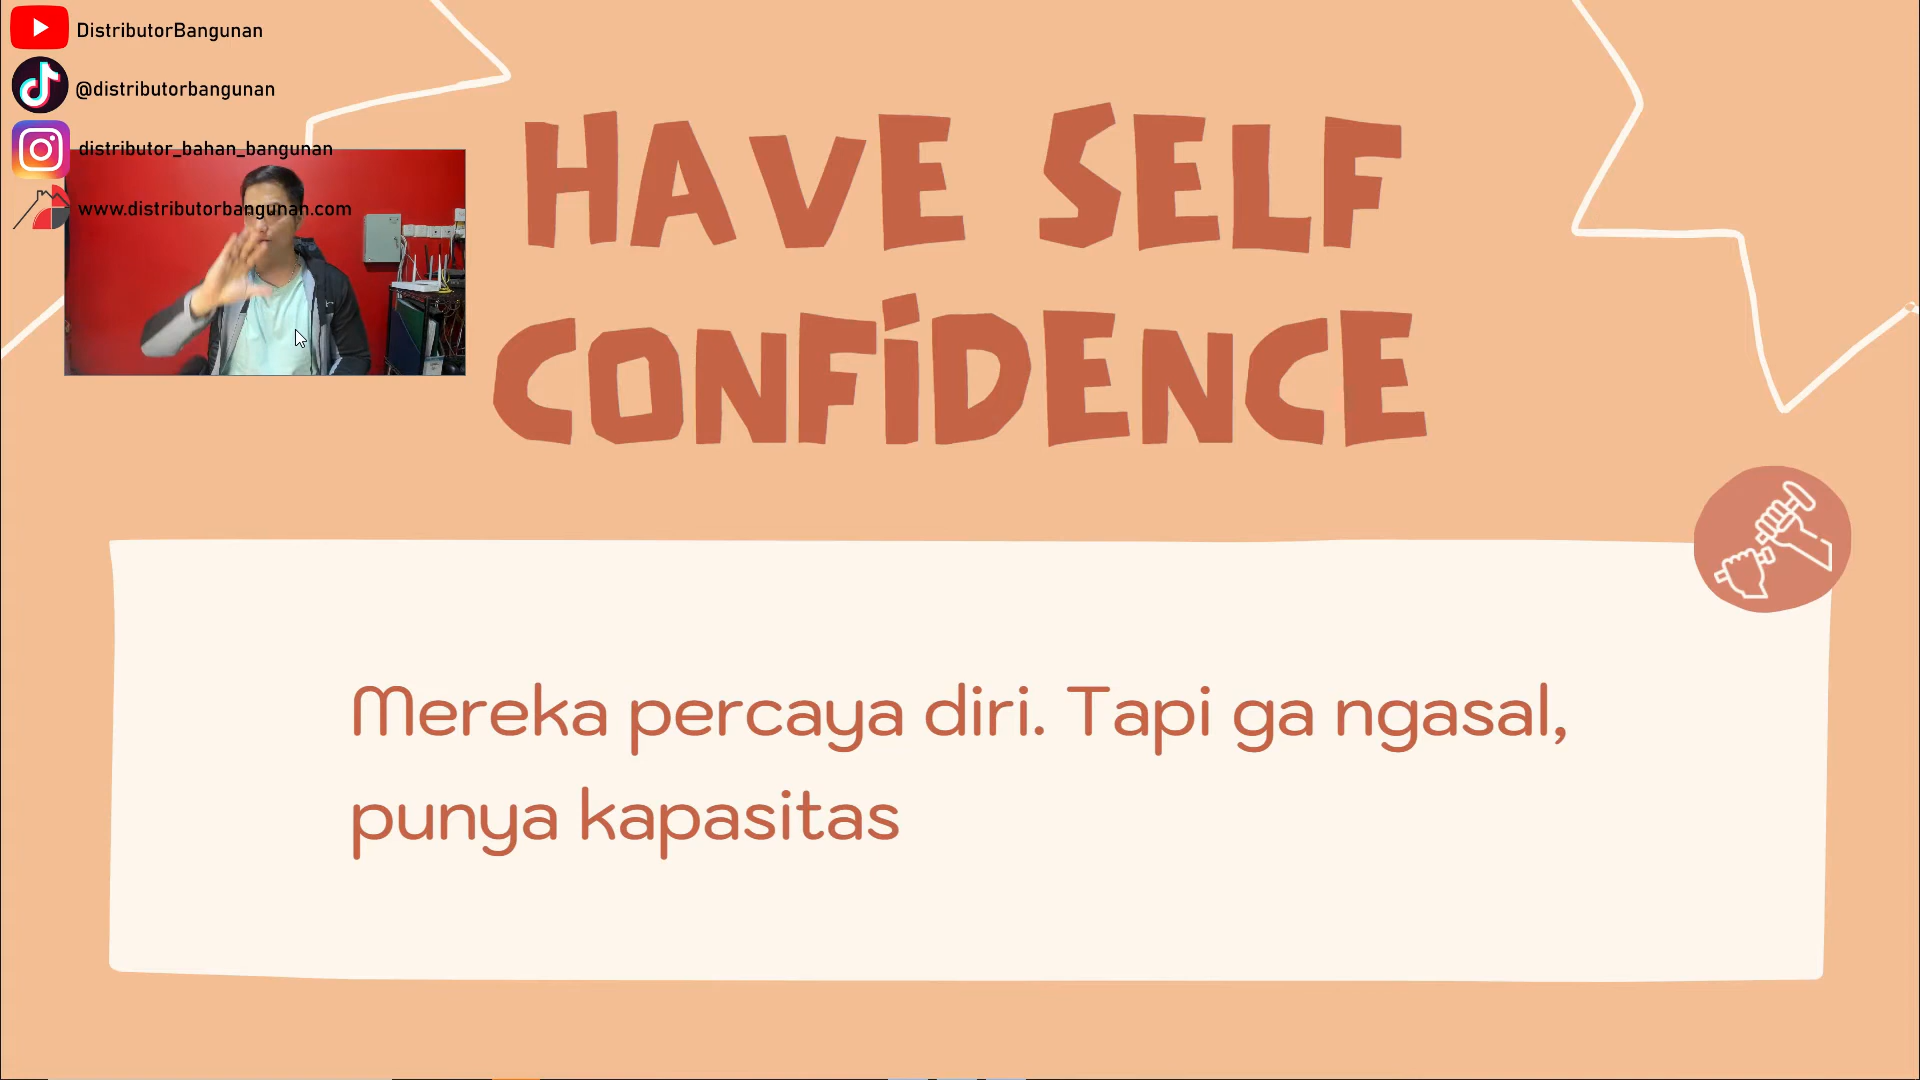 DistributorBangunan
@distributorbangunan
distributor_bahan_bangunan
www.distributorbangunan.com
HAVE SELF
CONFIDENCE
Mereka percaya diri. Tapi ga ngasal,
punya kapasitas